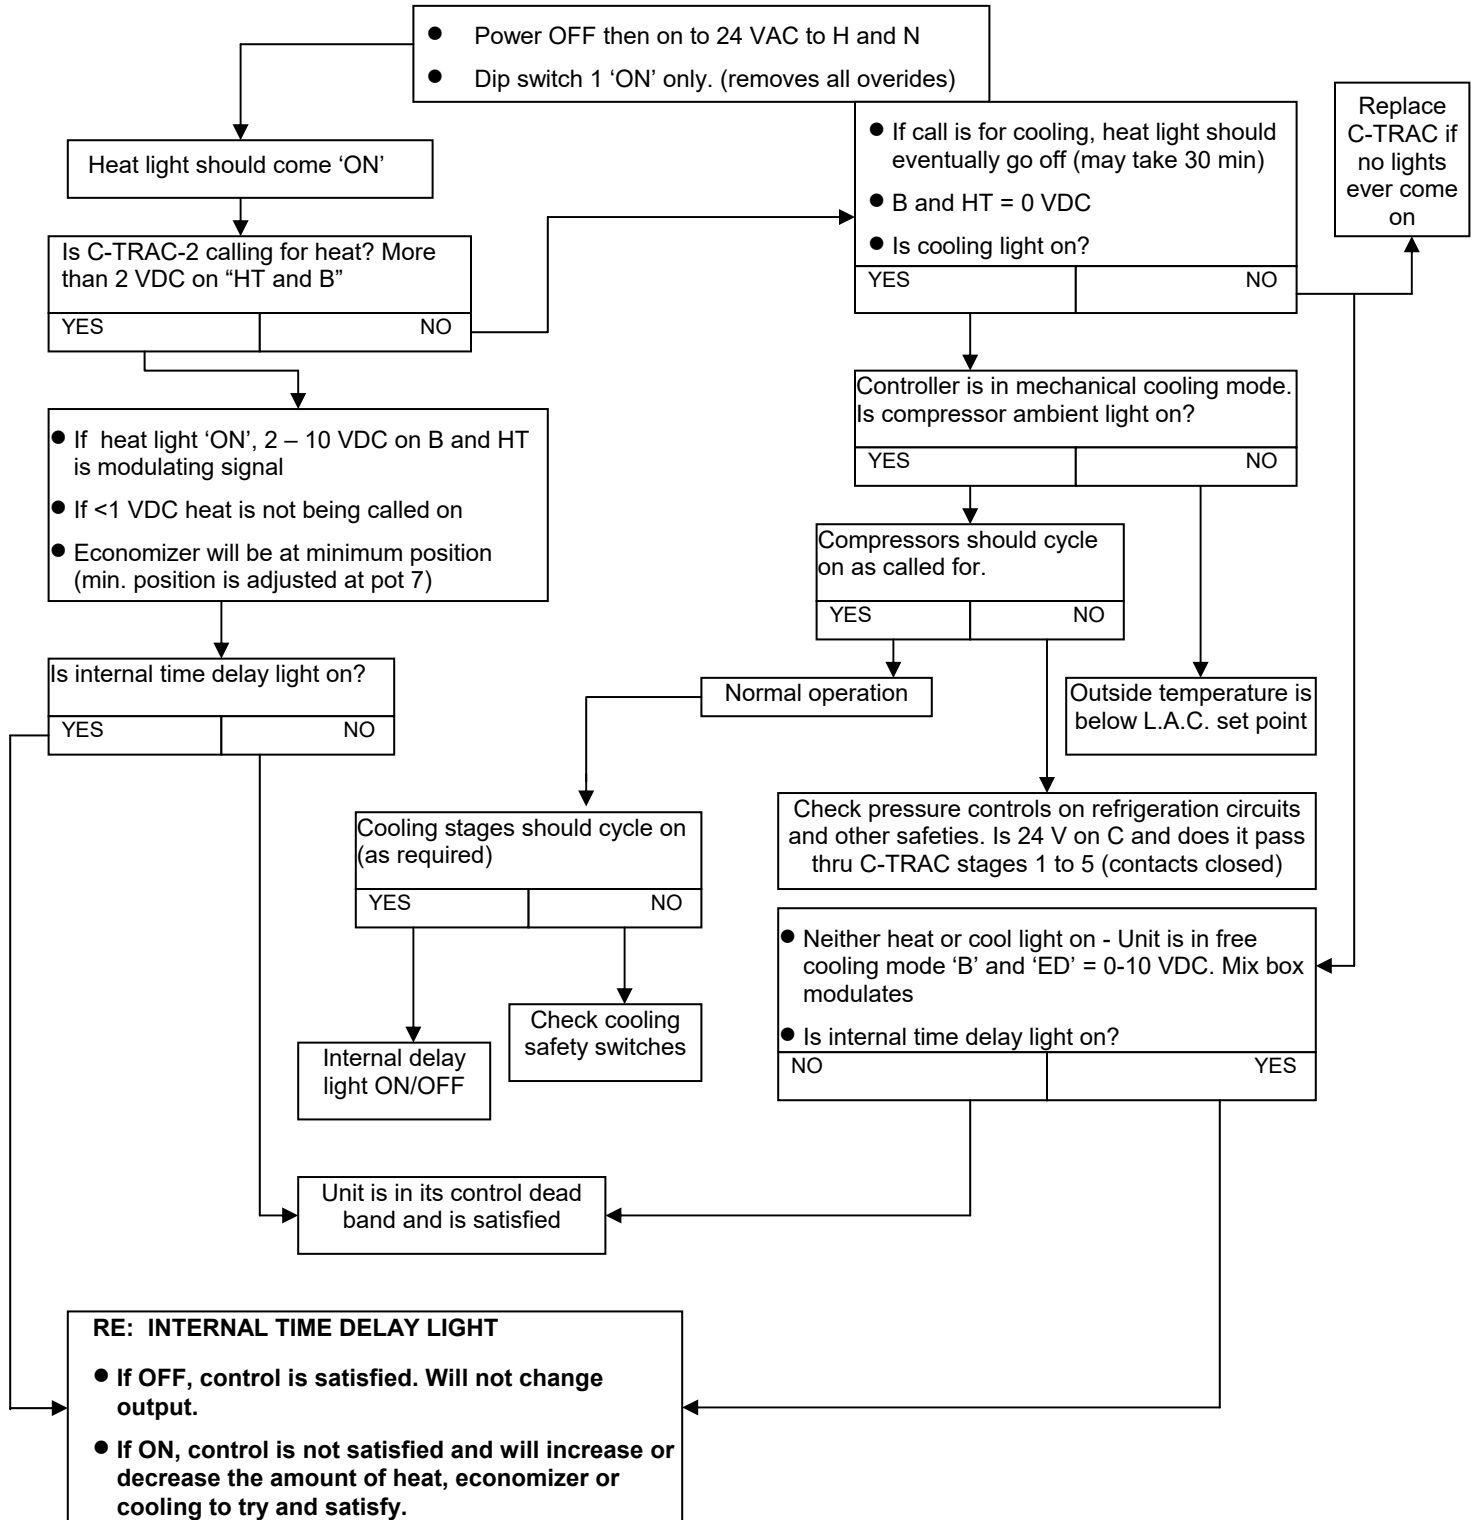 ● Power OFF then on to 24 VAC to H and N
● Dip switch 1 ‘ON’ only. (removes all overides)
Heat light should come ‘ON’
Is C-TRAC-2 calling for heat? More
than 2 VDC on “HT and B”
YES NO
● If call is for cooling, heat light should
eventually go off (may take 30 min)
● B and HT = 0 VDC
● Is cooling light on?
YES NO
Replace
C-TRAC if
no lights
ever come
on
● If heat light ‘ON’, 2 – 10 VDC on B and HT
is modulating signal
● If <1 VDC heat is not being called on
● Economizer will be at minimum position
(min. position is adjusted at pot 7)
Controller is in mechanical cooling mode.
Is compressor ambient light on?
YES NO
Compressors should cycle
on as called for.
YES NO
Is internal time delay light on?
YES NO
Normal operation
Outside temperature is
below L.A.C. set point
Cooling stages should cycle on
(as required)
YES NO
Check pressure controls on refrigeration circuits
and other safeties. Is 24 V on C and does it pass
thru C-TRAC stages 1 to 5 (contacts closed)
● Neither heat or cool light on - Unit is in free
cooling mode ‘B’ and ‘ED’ = 0-10 VDC. Mix box
modulates
● Is internal time delay light on?
NO YES
Internal delay
light ON/OFF
Check cooling
safety switches
Unit is in its control dead
band and is satisfied
RE: INTERNAL TIME DELAY LIGHT
● If OFF, control is satisfied. Will not change
output.
● If ON, control is not satisfied and will increase or
decrease the amount of heat, economizer or
cooling to try and satisfy.